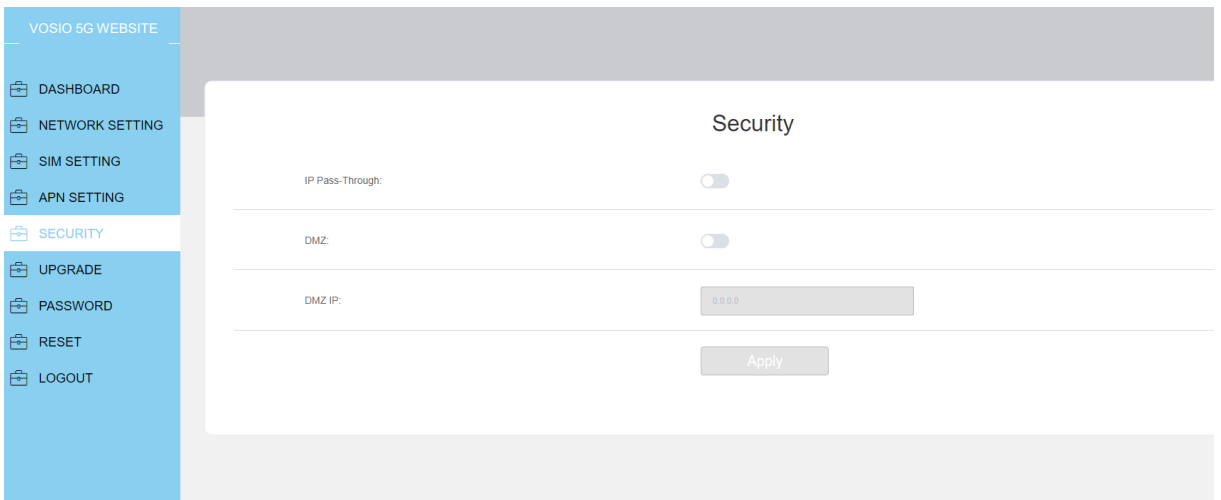 VOSIO 5G WEBSITE
DASHBOARD
NETWORK SETTING
SIM SETTING
APN SETTING
SECURITY
UPGRADE
PASSWORD
RESET
LOGOUT
Security
IP Pass-Through:
DMZ:
DMZ IP:
0.0.0.0
Apply